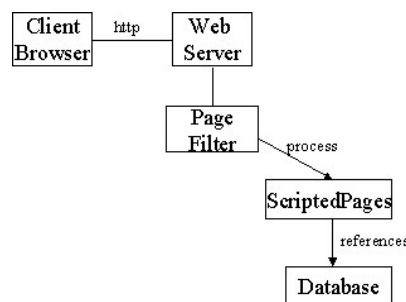 Client
Browser
http
Web
Server
Page
Filter
process
ScriptedPages
references
Database